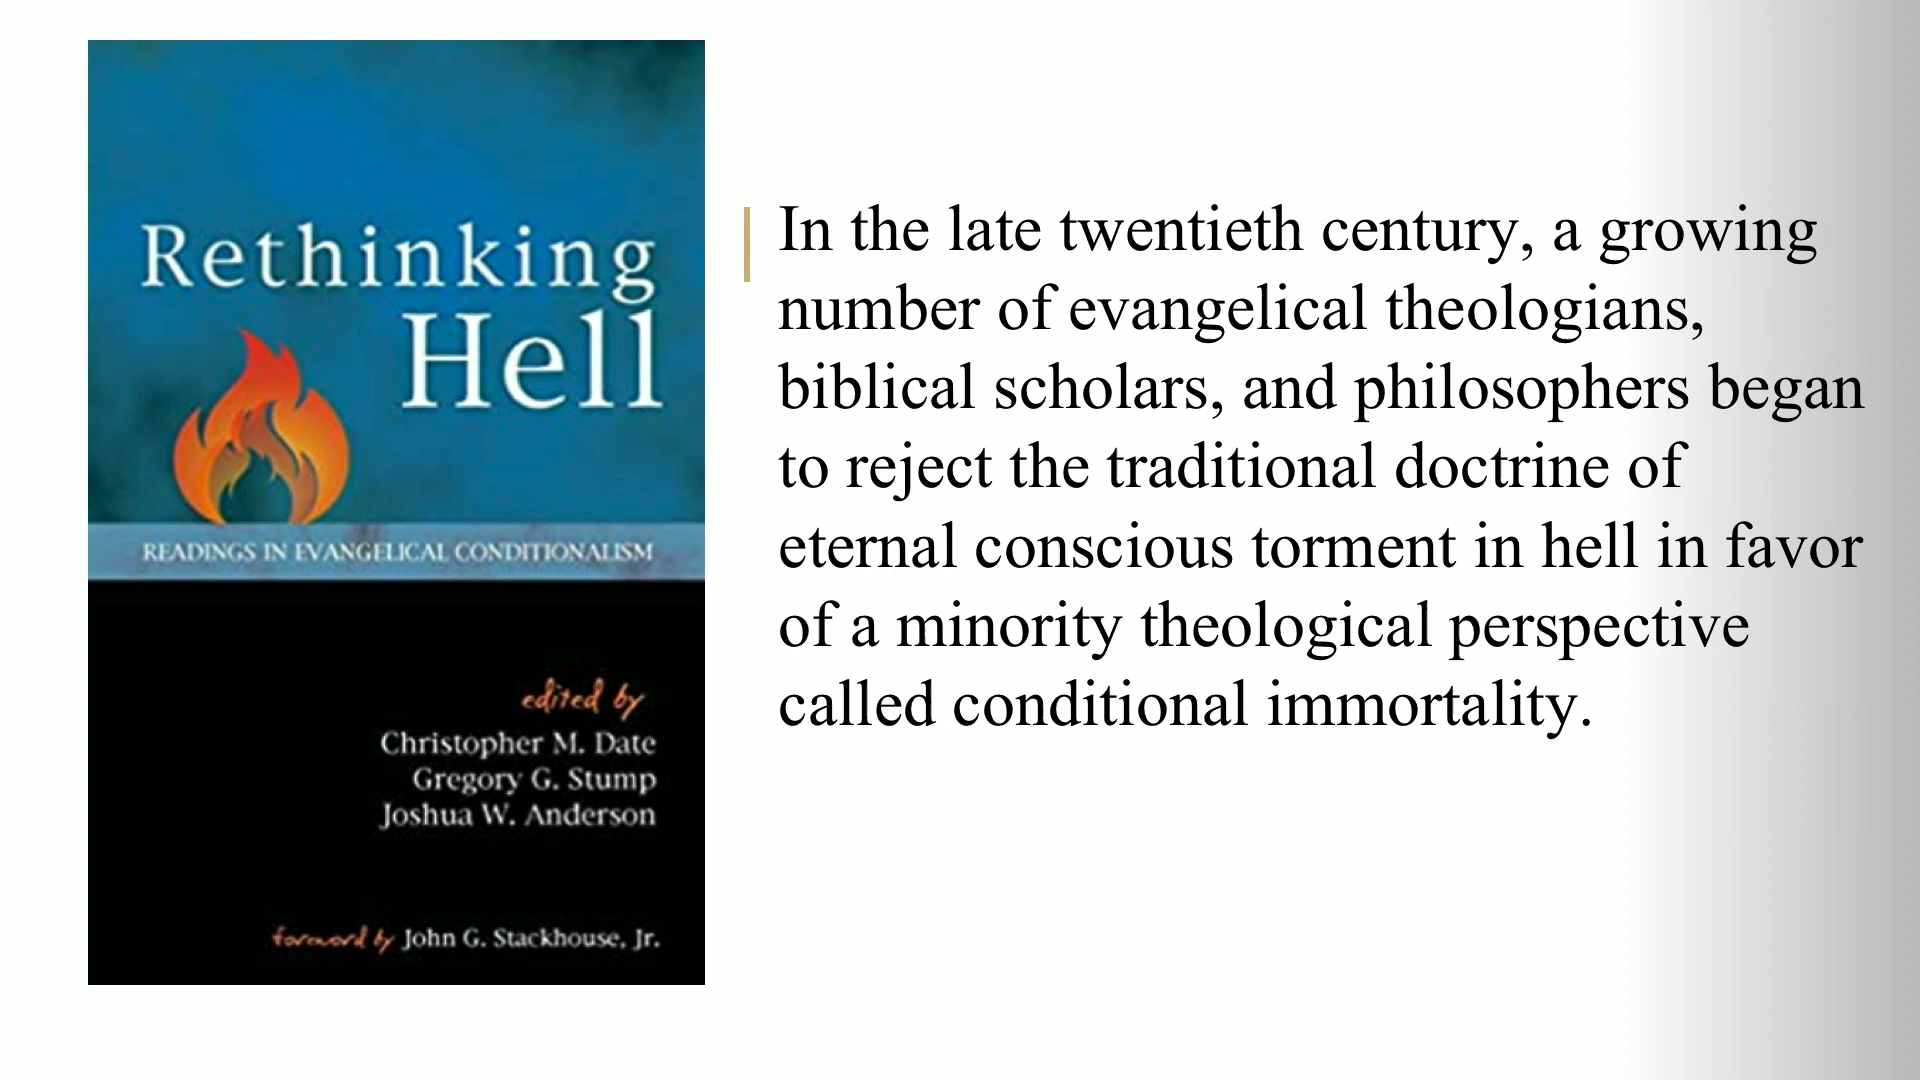 Rethinking
Hell
READINGS IN EVANGELICAL CONDITIONALISM
edited by
Christopher M. Date
Gregory G. Stump
Joshua W. Anderson
foreword by John G. Stackhouse, Jr.
In the late twentieth century, a growing
number of evangelical theologians,
biblical scholars, and philosophers began
to reject the traditional doctrine of
eternal conscious torment in hell in favor
of a minority theological perspective
called conditional immortality.